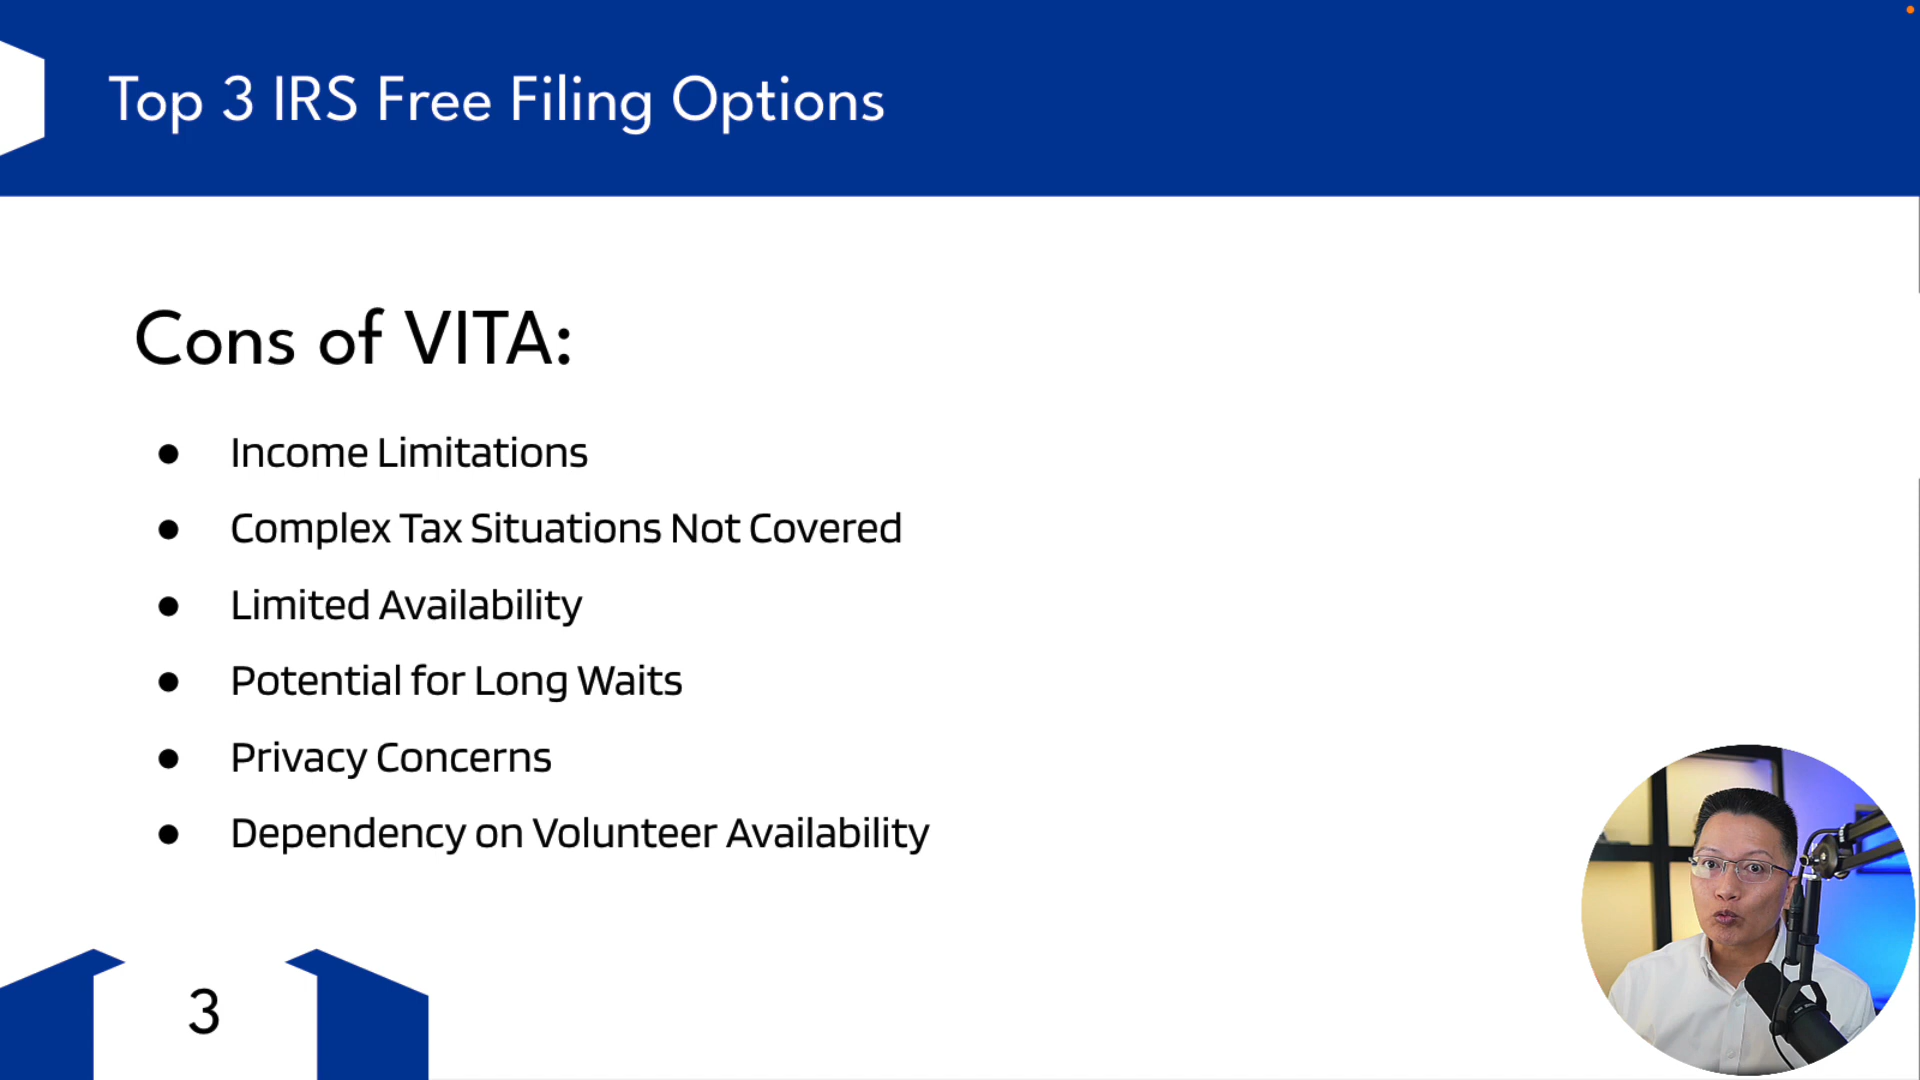 Top 3 IRS Free Filing Options
Cons of VITA:
● Income Limitations
● Complex Tax Situations Not Covered
● Limited Availability
● Potential for Long Waits
● Privacy Concerns
● Dependency on Volunteer Availability
3